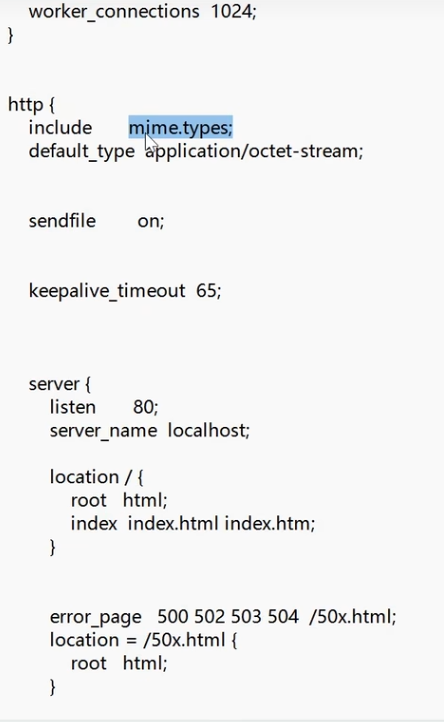 worker_connections 1024;
}
http {
include mime.types;
default_type application/octet-stream;
sendfile on;
keepalive_timeout 65;
server {
listen 80;
server_name localhost;
location / {
root html;
index index.html index.htm;
}
error_page 500 502 503 504 /50x.html;
location = /50x.html {
root html;
}